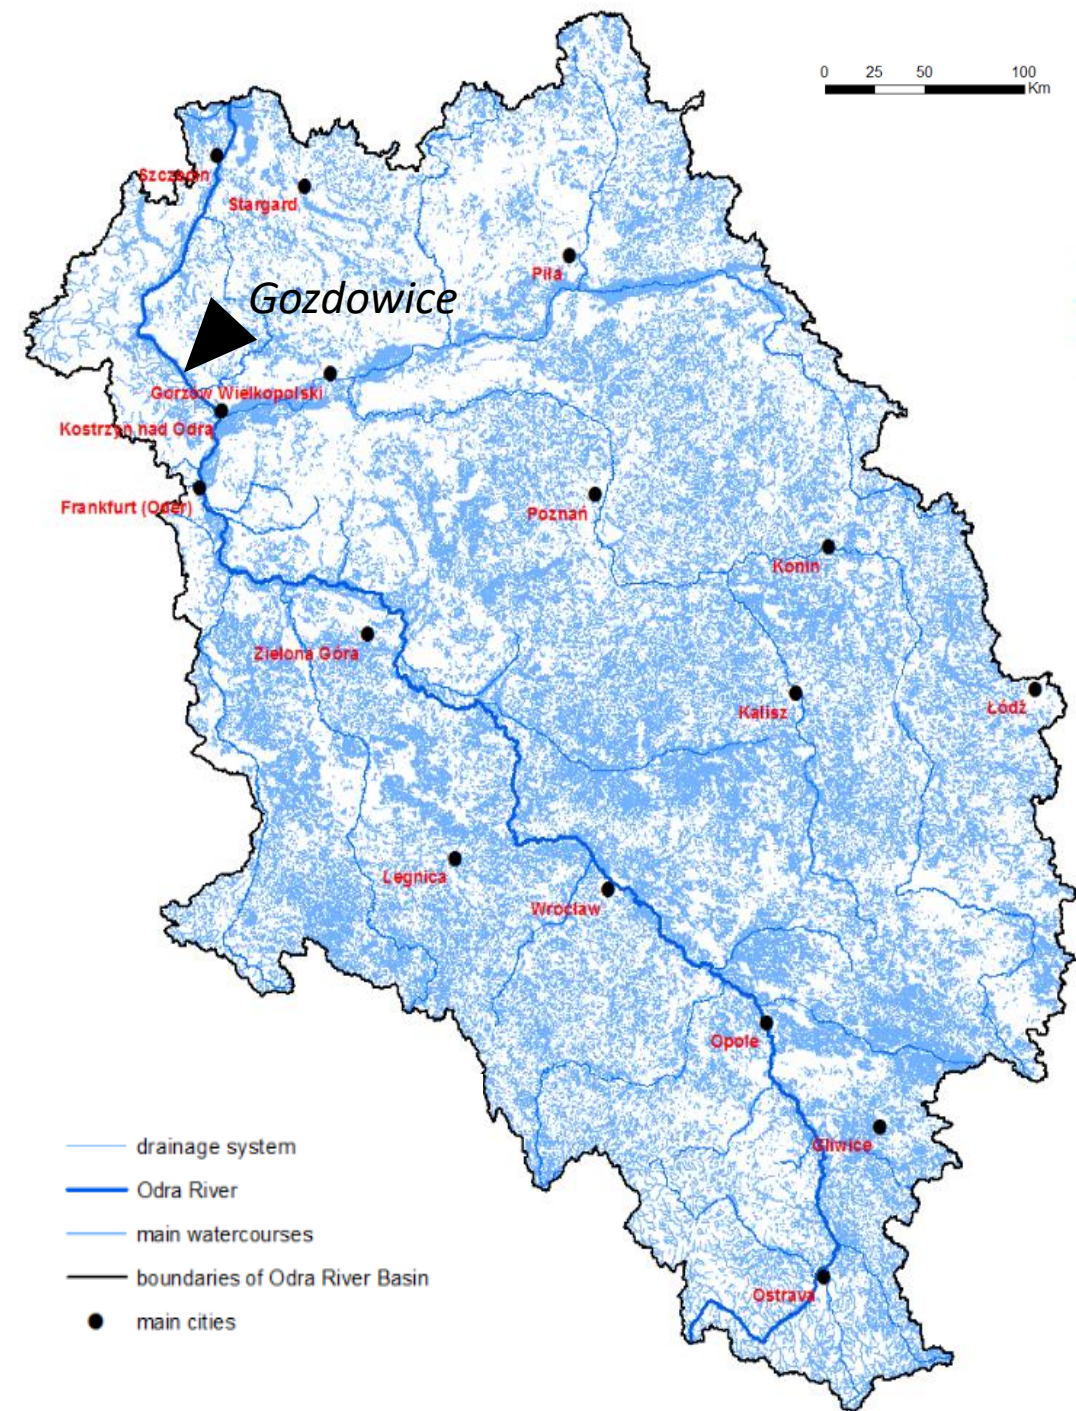 0 25 50 100
Km
Szczecin
Stargard
Piła
Gozdowice
Gorzów Wielkopolski
Kostrzyń nad Odrą
Frankfurt (Oder)
Poznań
Konin
Zielona Góra
Kalisz
Łódź
Legnica
Wrocław
Opole
Gliwice
Ostrava
drainage system
Odra River
main watercourses
boundaries of Odra River Basin
main cities